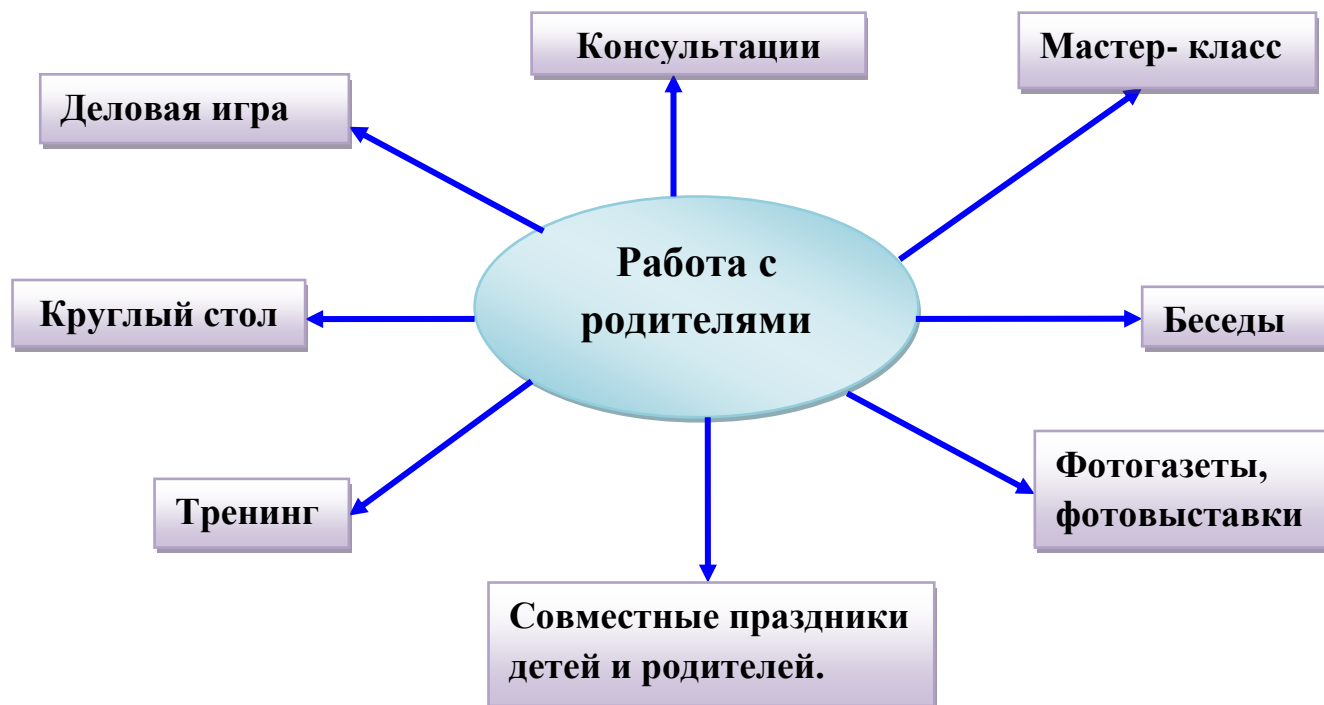 Консультации
Мастер- класс
Деловая игра
Работа с
родителями
Круглый стол
Беседы
Фотогазеты,
фотовыставки
Тренинг
Совместные праздники
детей и родителей.